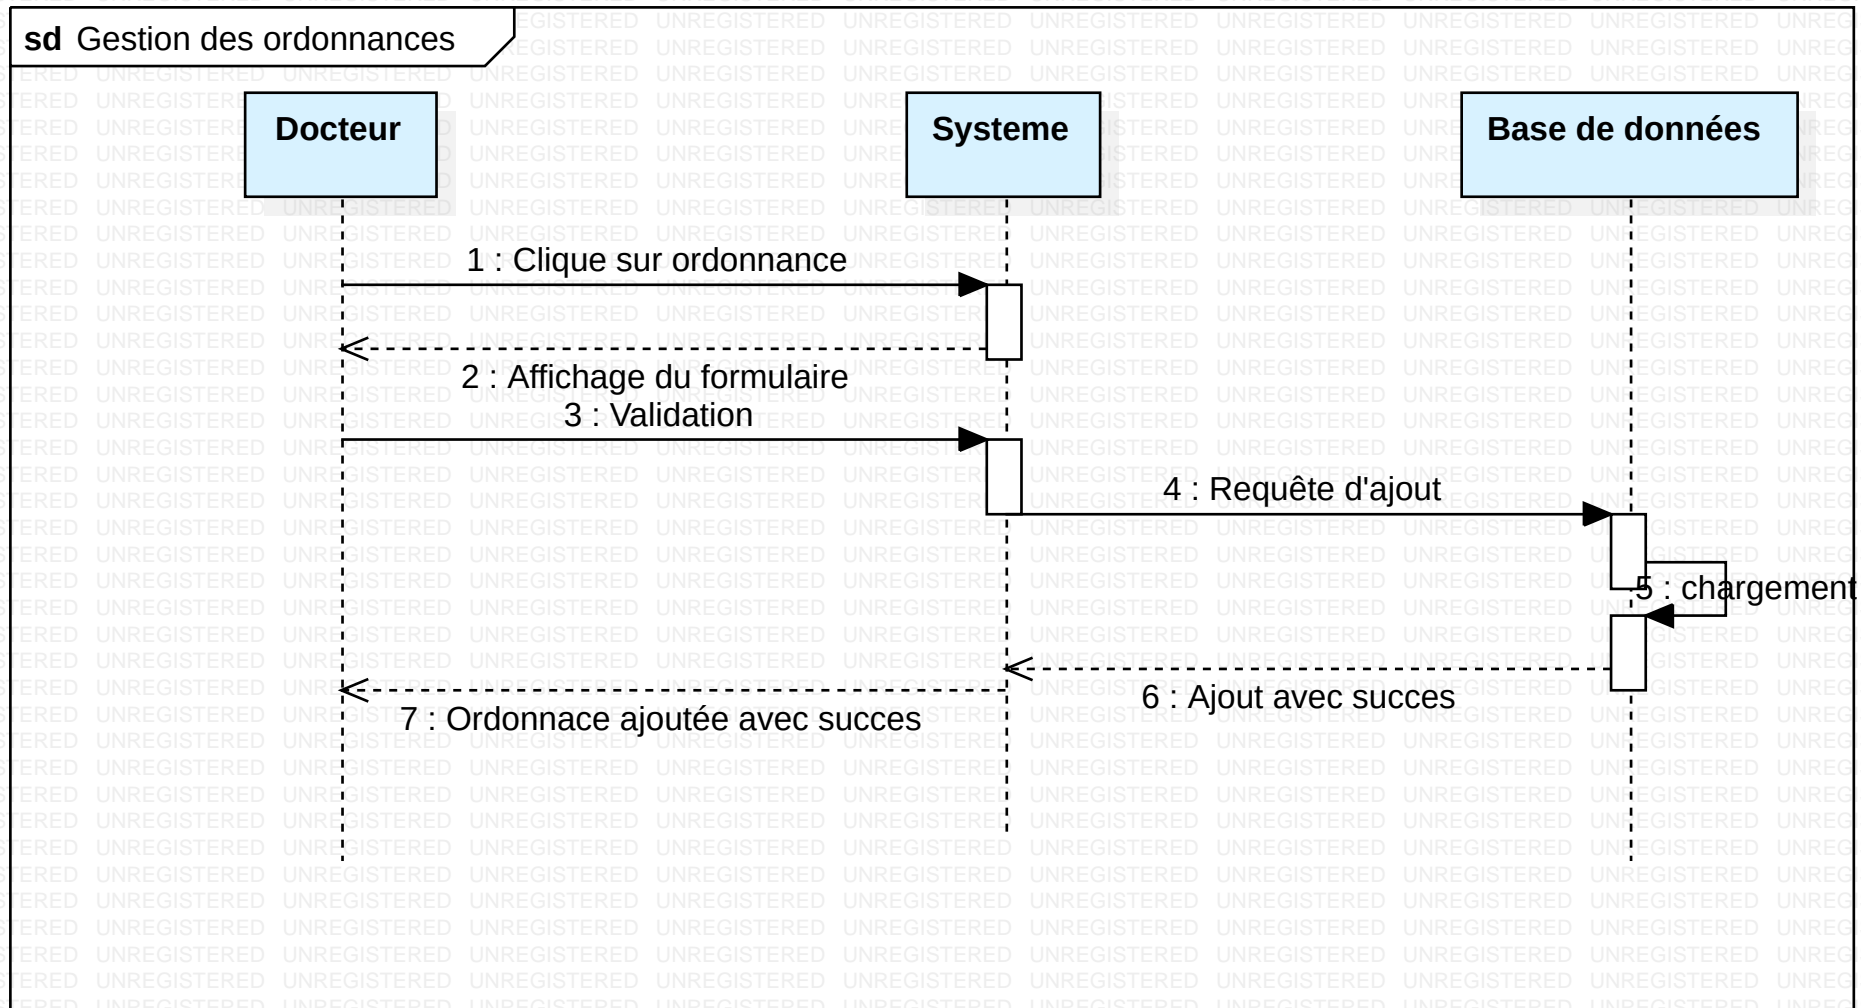 sd Gestion des ordonnances
Docteur
Systeme
Base de données
1 : Clique sur ordonnance
2 : Affichage du formulaire
3 : Validation
4 : Requête d'ajout
5 : chargement
6 : Ajout avec succes
7 : Ordonnace ajoutée avec succes
UNREGISTERED